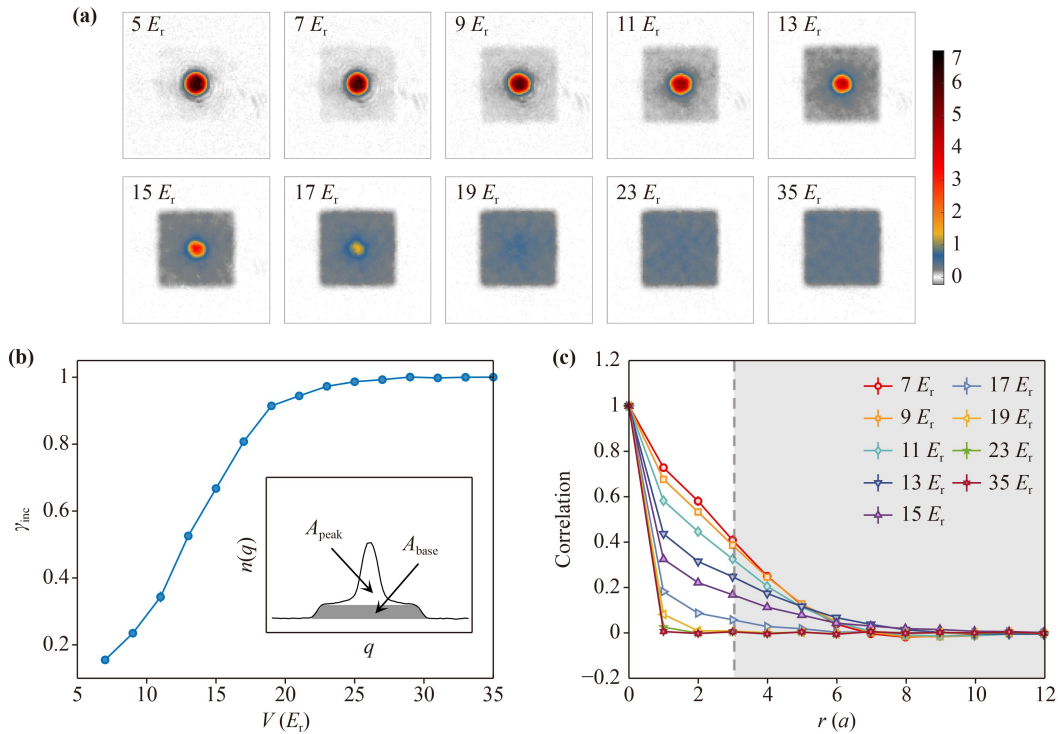 (a)
5 Eᵣ 7 Eᵣ 9 Eᵣ 11 Eᵣ 13 Eᵣ
15 Eᵣ 17 Eᵣ 19 Eᵣ 23 Eᵣ 35 Eᵣ
7
6
5
4
3
2
1
0
(b)
1
0.8
0.6
0.4
0.2
γinc
5 10 15 20 25 30 35
V (Eᵣ)
n(q)
Apeak
Abase
q
(c)
1.2
1.0
0.8
0.6
0.4
0.2
0
−0.2
Correlation
0 2 4 6 8 10 12
r (a)
7 Eᵣ
9 Eᵣ
11 Eᵣ
13 Eᵣ
15 Eᵣ
17 Eᵣ
19 Eᵣ
23 Eᵣ
35 Eᵣ